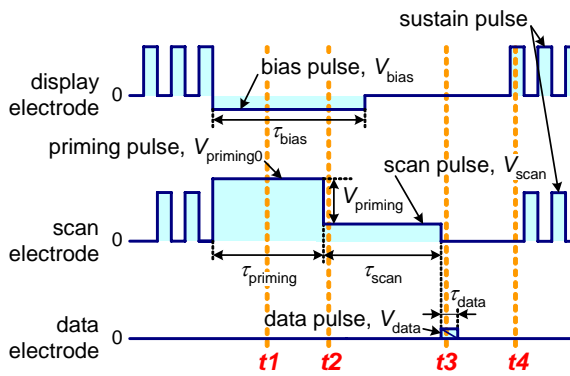 sustain pulse
display
electrode
0
bias pulse, V_bias
τ_bias
priming pulse, V_priming0
scan pulse, V_scan
V_priming
scan
electrode
0
τ_priming
τ_scan
τ_data
data pulse, V_data
data
electrode
0
t1 t2 t3 t4